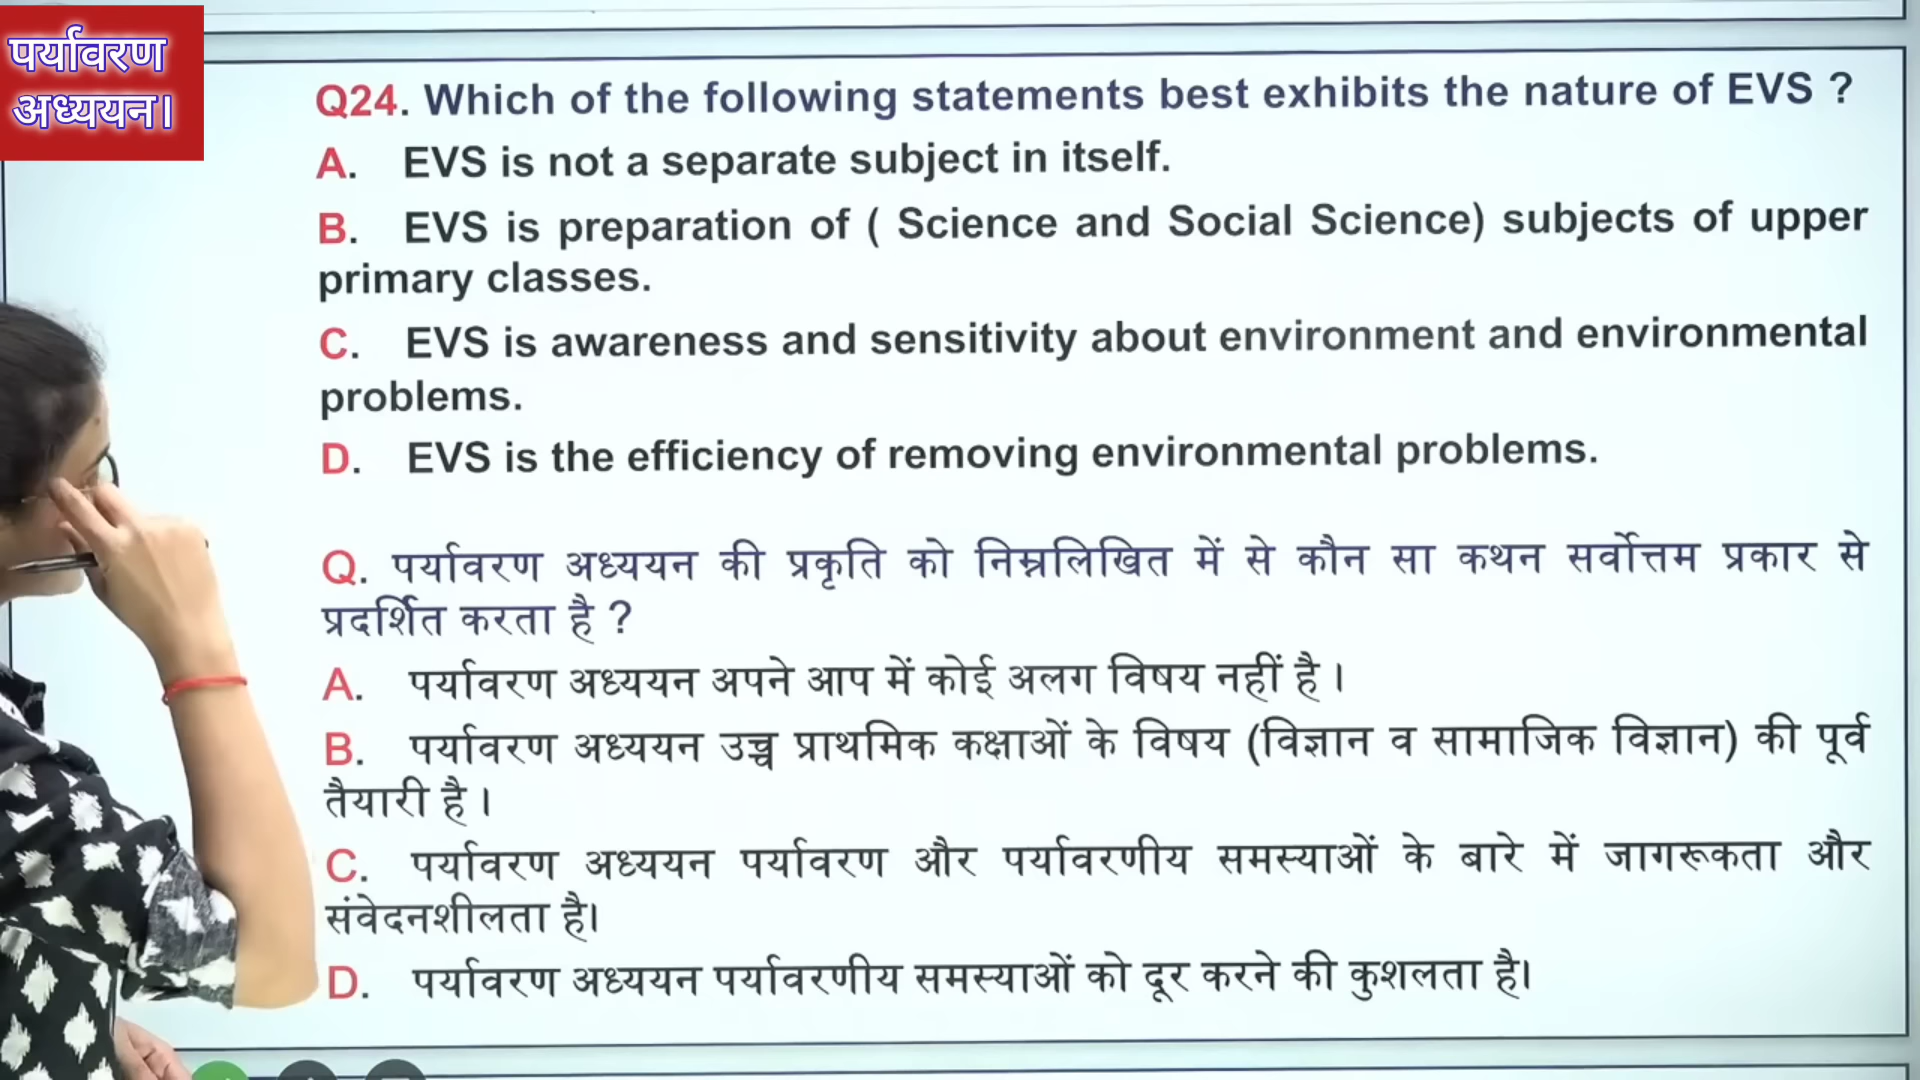 पर्यावरण
अध्ययन।
Q24. Which of the following statements best exhibits the nature of EVS ?
A. EVS is not a separate subject in itself.
B. EVS is preparation of ( Science and Social Science) subjects of upper
primary classes.
C. EVS is awareness and sensitivity about environment and environmental
problems.
D. EVS is the efficiency of removing environmental problems.
Q. पर्यावरण अध्ययन की प्रकृति को निम्नलिखित में से कौन सा कथन सर्वोत्तम प्रकार से
प्रदर्शित करता है ?
A. पर्यावरण अध्ययन अपने आप में कोई अलग विषय नहीं है ।
B. पर्यावरण अध्ययन उच्च प्राथमिक कक्षाओं के विषय (विज्ञान व सामाजिक विज्ञान) की पूर्व
तैयारी है ।
C. पर्यावरण अध्ययन पर्यावरण और पर्यावरणीय समस्याओं के बारे में जागरूकता और
संवेदनशीलता है।
D. पर्यावरण अध्ययन पर्यावरणीय समस्याओं को दूर करने की कुशलता है।